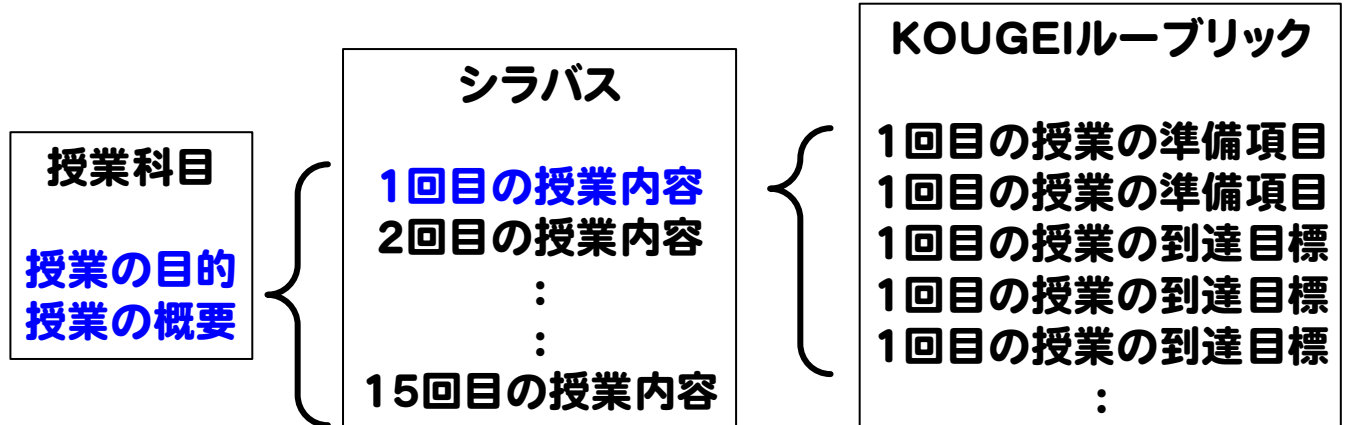 授業科目
授業の目的
授業の概要
シラバス
1回目の授業内容
2回目の授業内容
:
:
15回目の授業内容
KOUGEIルーブリック
1回目の授業の準備項目
1回目の授業の準備項目
1回目の授業の到達目標
1回目の授業の到達目標
1回目の授業の到達目標
: